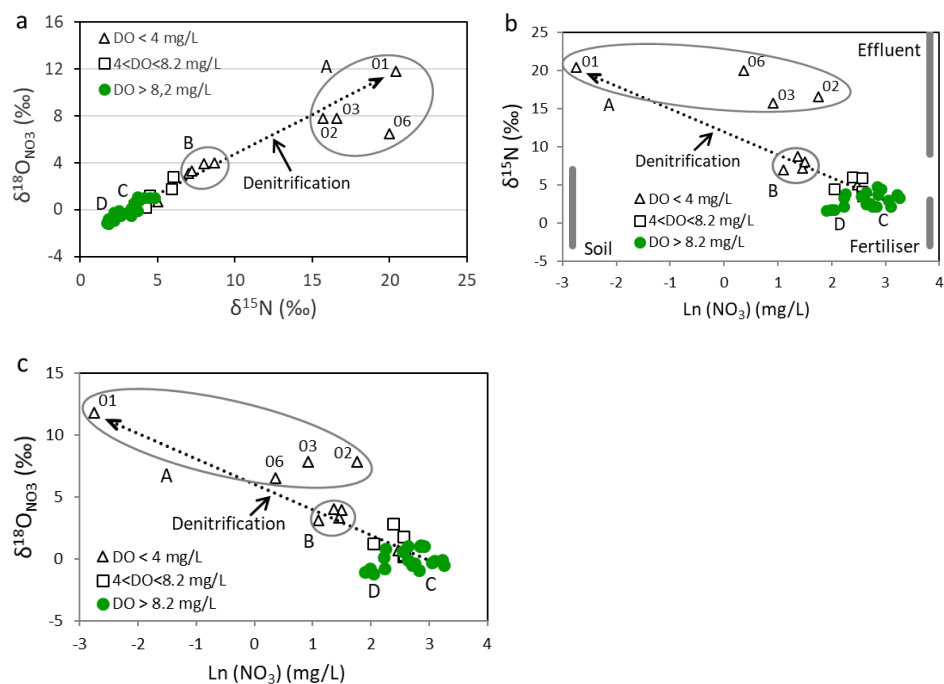 a
16
12
8
4
0
-4
δ18ONO3 (‰)
DO < 4 mg/L
4<DO<8.2 mg/L
DO > 8,2 mg/L
A
01
03
02
06
B
Denitrification
C
D
0 5 10 15 20 25
δ15N (‰)
b
25
20
15
10
5
0
-5
δ15N (‰)
Effluent
01
06
03
02
A
Denitrification
B
DO < 4 mg/L
4<DO<8.2 mg/L
DO > 8.2 mg/L
D
C
Soil
Fertiliser
-3 -2 -1 0 1 2 3 4
Ln (NO3) (mg/L)
c
15
10
5
0
-5
δ18ONO3 (‰)
01
03
02
06
A
Denitrification
B
DO < 4 mg/L
4<DO<8.2 mg/L
DO > 8.2 mg/L
D
C
-3 -2 -1 0 1 2 3 4
Ln (NO3) (mg/L)